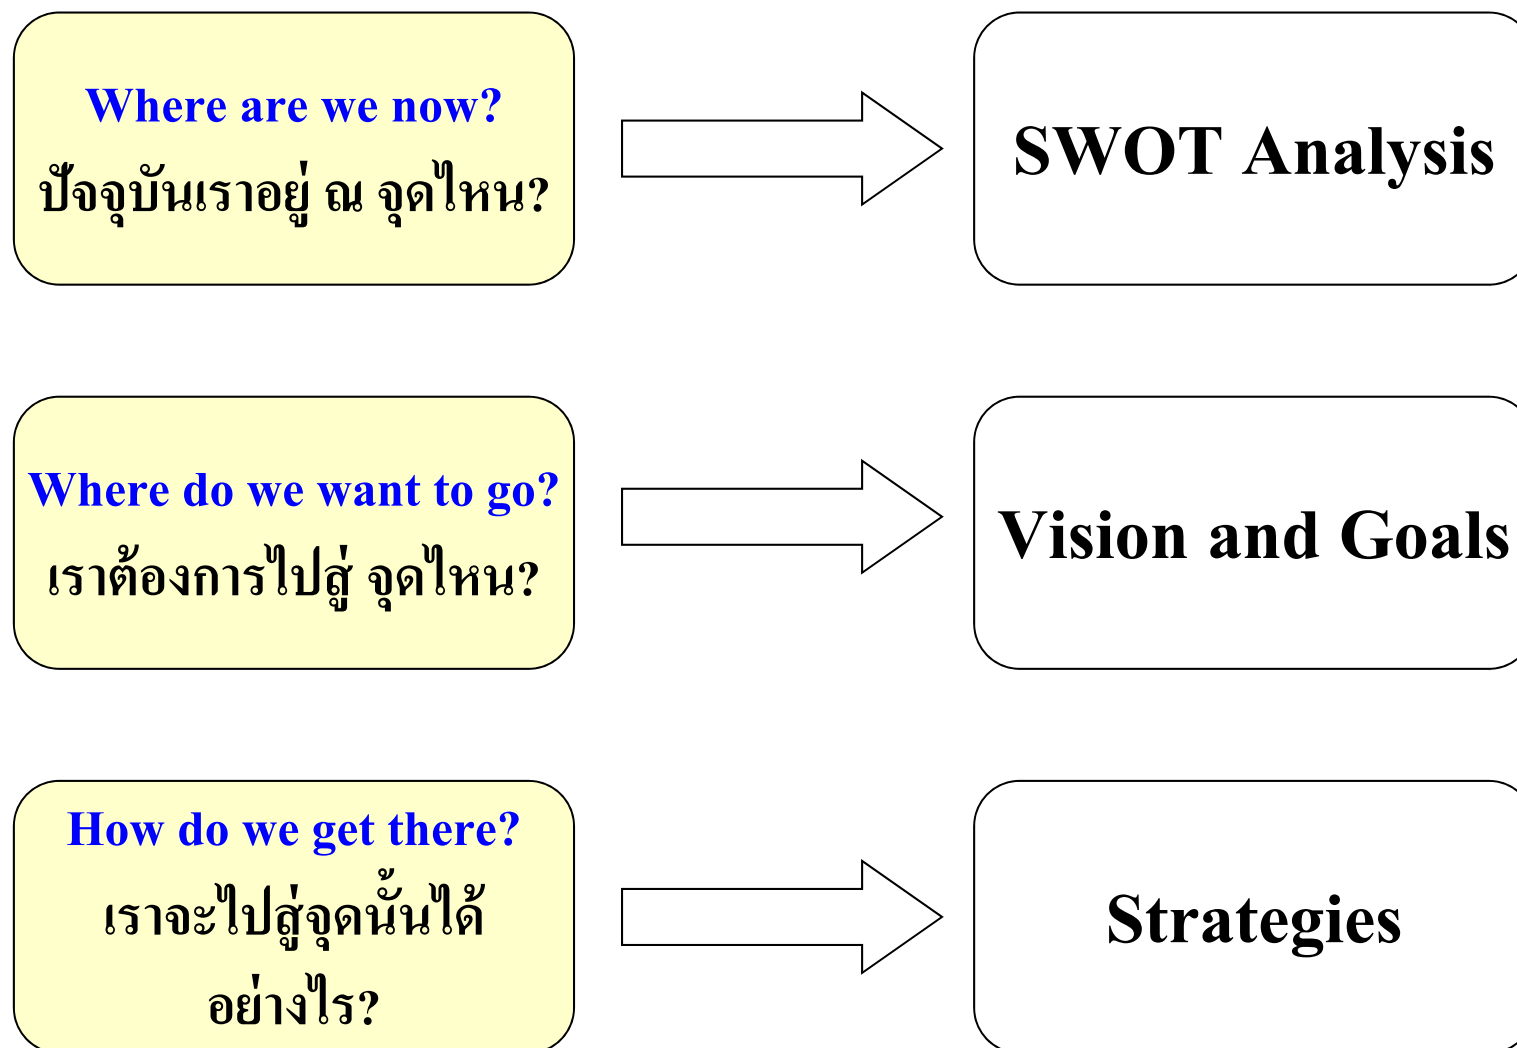 Where are we now?
ปัจจุบันเราอยู่ ณ จุดไหน?
SWOT Analysis
Where do we want to go?
เราต้องการไปสู่ จุดไหน?
Vision and Goals
How do we get there?
เราจะไปสู่จุดนั้นได้
อย่างไร?
Strategies